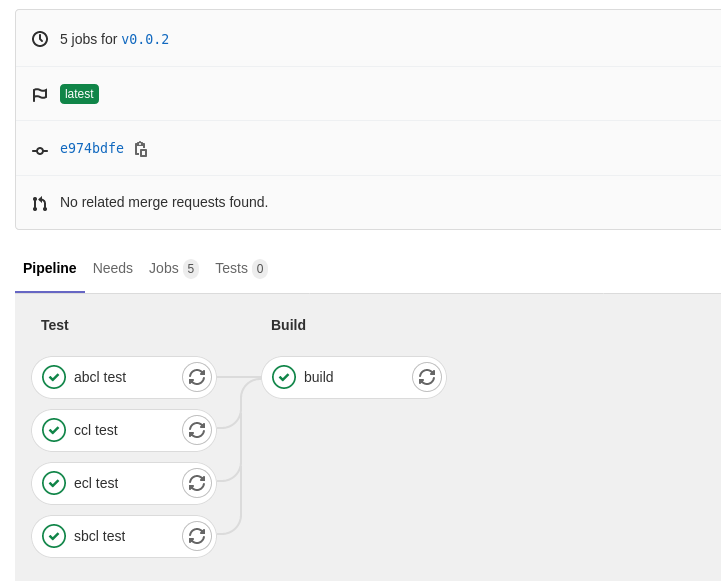 5 jobs for v0.0.2
latest
e974bdfe
No related merge requests found.
Pipeline Needs Jobs 5 Tests 0
Test Build
abcl test build
ccl test
ecl test
sbcl test